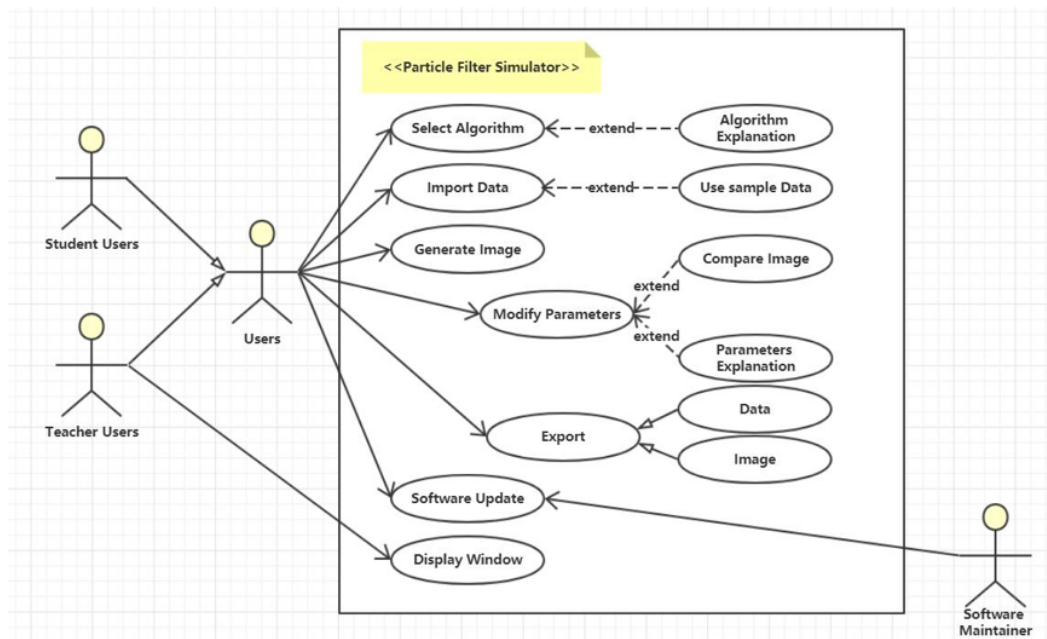 <<Particle Filter Simulator>>
Select Algorithm
extend
Algorithm
Explanation
Import Data
extend
Use sample Data
Student Users
Generate Image
Compare Image
extend
Users
Modify Parameters
extend
Parameters
Explanation
Teacher Users
Data
Export
Image
Software Update
Display Window
Software
Maintainer